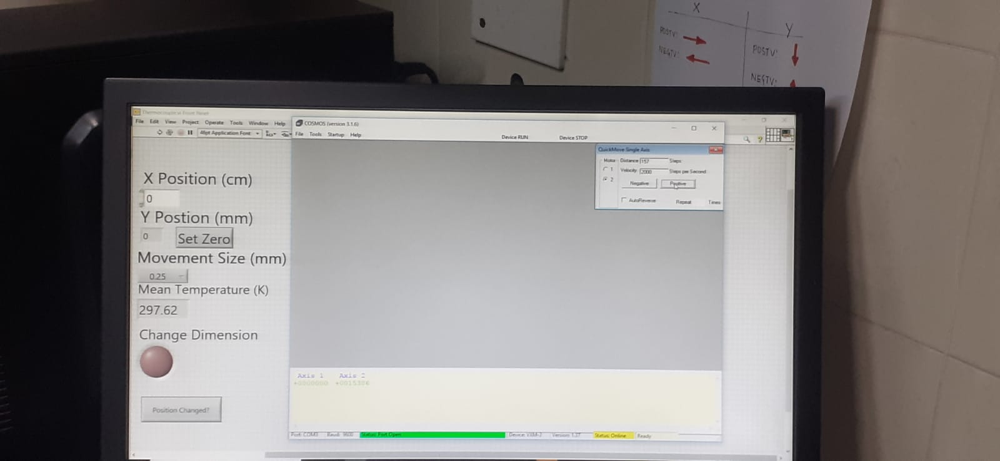 X
Y
POSTV:
NEGTV:
POSTV:
NEGTV:
Thermocouple.vi Front Panel
File Edit View Project Operate Tools Window Help
46pt Application Font
COSMOS (version 3.1.6)
File Tools Startup Help
Device RUN Device STOP
QuickMove Single Axis
Motor Distance 157 Steps
1 Velocity 2000 Steps per Second
2
Negative Positive
AutoReverse Repeat Times
X Position (cm)
0
Y Postion (mm)
0 Set Zero
Movement Size (mm)
0.25
Mean Temperature (K)
297.62
Change Dimension
Position Changed?
Axis 1 Axis 2
+0000000 +0015306
Port: COM3 Baud: 9600 Status: Port Open Device: VXM-2 Version: 1.37 Status: Online Ready